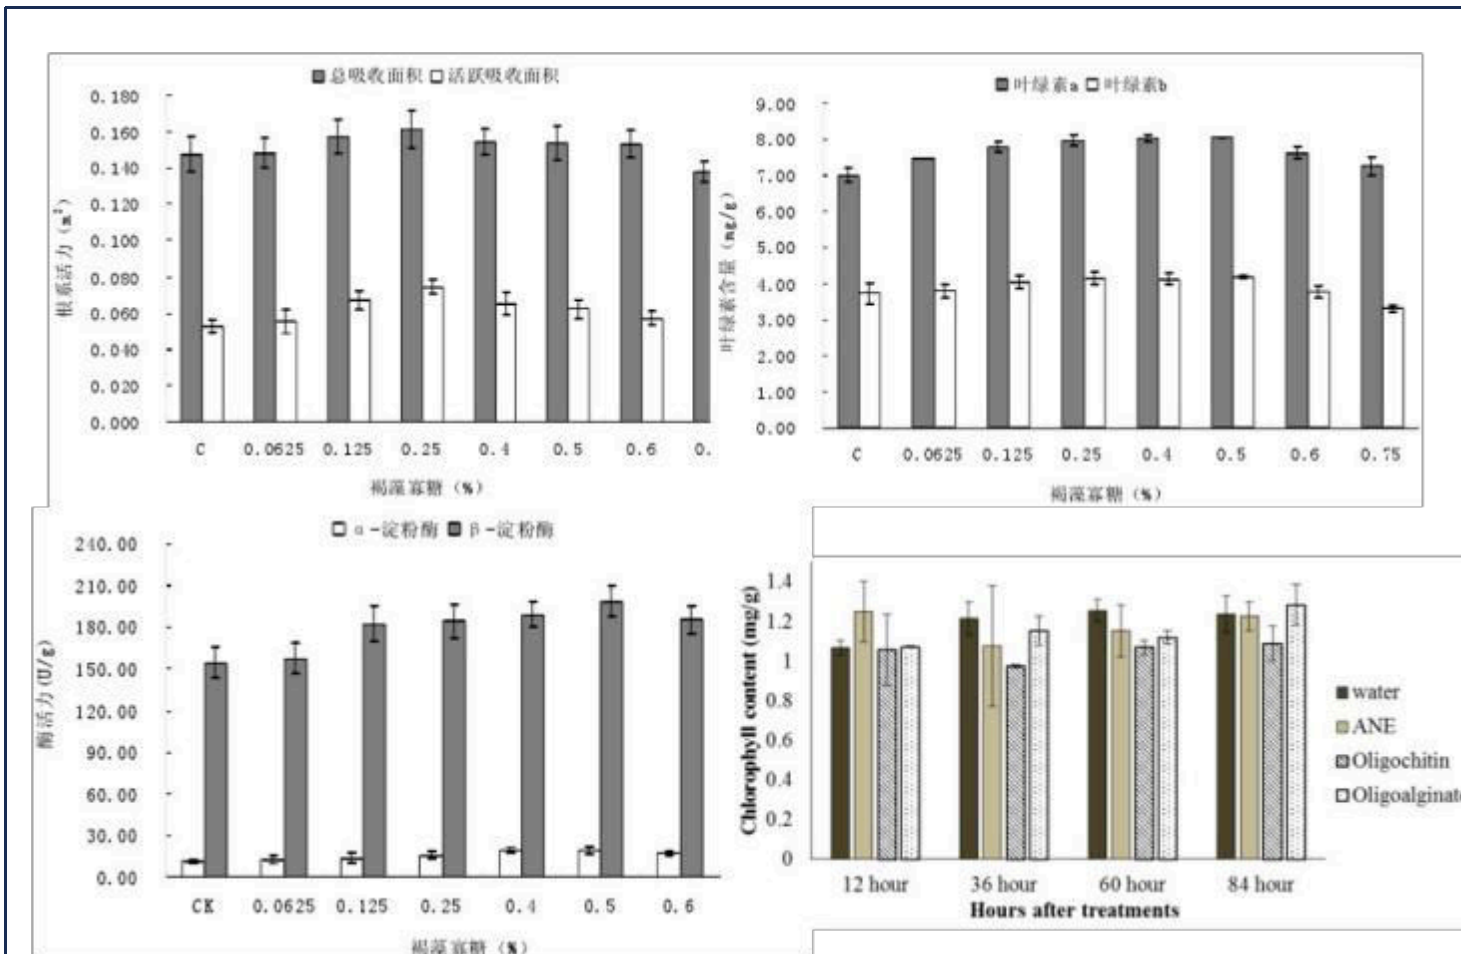 总吸收面积 活跃吸收面积
0.180
0.160
0.140
0.120
0.100
0.080
0.060
0.040
0.020
0.000
根系活力 (m²)
C 0.0625 0.125 0.25 0.4 0.5 0.6 0.
褐藻寡糖 (%)
叶绿素a 叶绿素b
9.00
8.00
7.00
6.00
5.00
4.00
3.00
2.00
1.00
0.00
叶绿素含量 (mg/g)
C 0.0625 0.125 0.25 0.4 0.5 0.6 0.75
褐藻寡糖 (%)
α-淀粉酶 β-淀粉酶
240.00
210.00
180.00
150.00
120.00
90.00
60.00
30.00
0.00
酶活力 (U/g)
CK 0.0625 0.125 0.25 0.4 0.5 0.6
褐藻寡糖 (%)
1.4
1.2
1
0.8
0.6
0.4
0.2
0
Chlorophyll content (mg/g)
12 hour 36 hour 60 hour 84 hour
Hours after treatments
water
ANE
Oligochitin
Oligoalginat